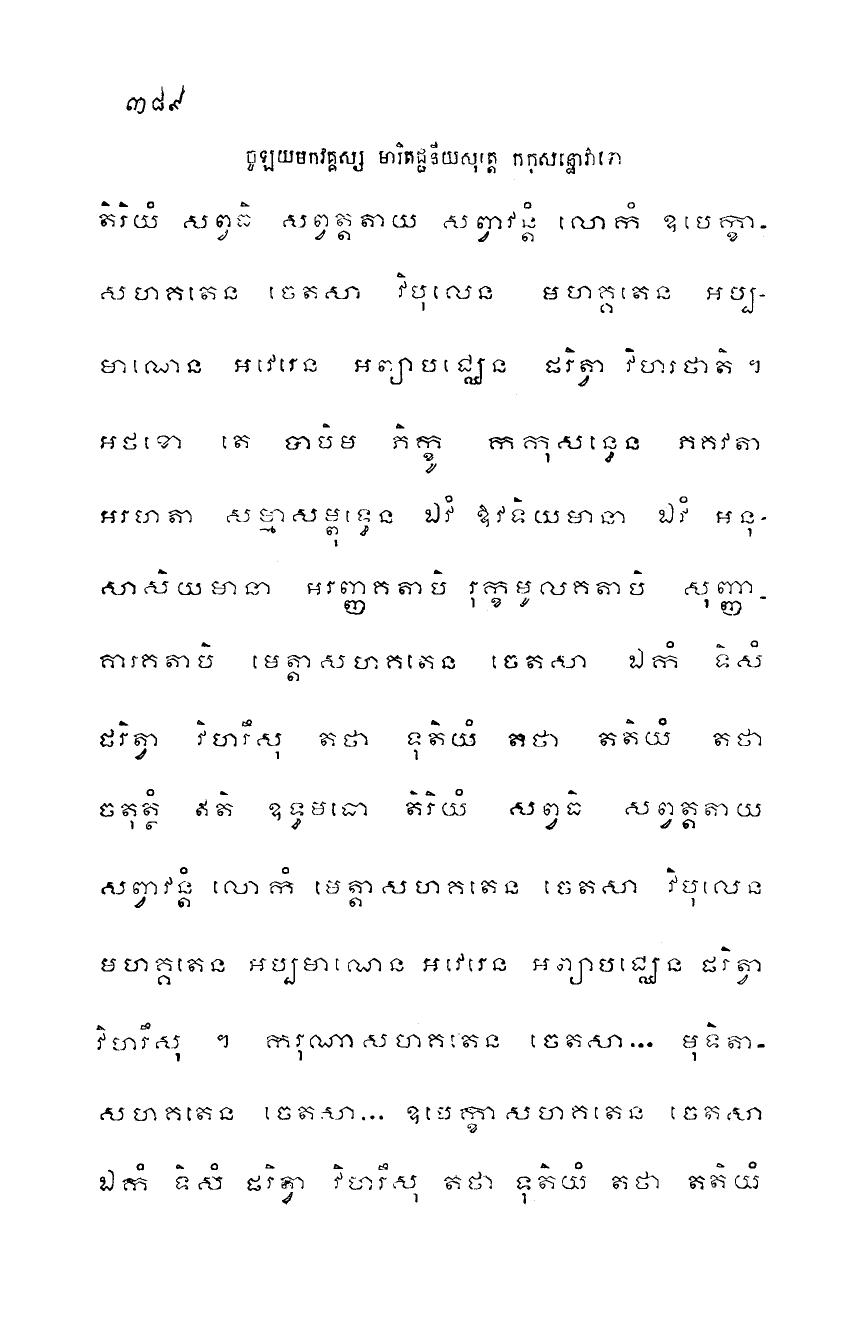 ៣៨៩
ចូឡយមកវគ្គស្ស មារតជ្ជនីយសុត្តេ កកុសន្ធោវាទោ
តិរិយំ សព្វធិ សព្វត្តតាយ សព្វាវន្តំ លោកំ ឧបេក្ខា-
សហគតេន ចេតសា វិបុលេន មហគ្គតេន អប្ប-
មាណេន អវេរេន អព្យាបជ្ឈេន ផរិត្វា វិហរថាតិ ។
អថខោ តេ បាបិម ភិក្ខូ កកុសន្ធេន ភគវតា
អរហតា សម្មាសម្ពុទ្ធេន ឯវំ ឱវទិយមានា ឯវំ អនុ-
សាសិយមានា អរញ្ញគតាបិ រុក្ខមូលគតាបិ សុញ្ញា-
គារគតាបិ មេត្តាសហគតេន ចេតសា ឯកំ ទិសំ
ផរិត្វា វិហរឹសុ តថា ទុតិយំ តថា តតិយំ តថា
ចតុត្ថំ ឥតិ ឧទ្ធមធោ តិរិយំ សព្វធិ សព្វត្តតាយ
សព្វាវន្តំ លោកំ មេត្តាសហគតេន ចេតសា វិបុលេន
មហគ្គតេន អប្បមាណេន អវេរេន អព្យាបជ្ឈេន ផរិត្វា
វិហរឹសុ ។ ករុណាសហគតេន ចេតសា... មុទិតា-
សហគតេន ចេតសា... ឧបេក្ខាសហគតេន ចេតសា
ឯកំ ទិសំ ផរិត្វា វិហរឹសុ តថា ទុតិយំ តថា តតិយំ